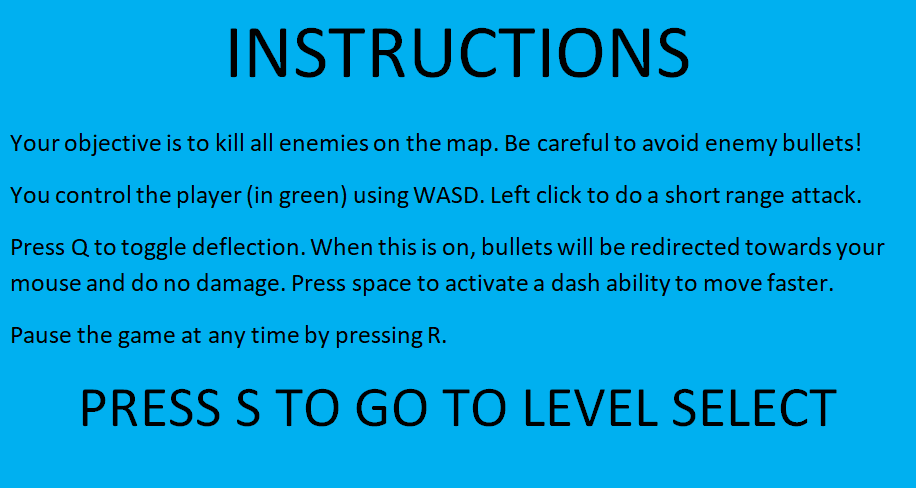 INSTRUCTIONS
Your objective is to kill all enemies on the map. Be careful to avoid enemy bullets!
You control the player (in green) using WASD. Left click to do a short range attack.
Press Q to toggle deflection. When this is on, bullets will be redirected towards your
mouse and do no damage. Press space to activate a dash ability to move faster.
Pause the game at any time by pressing R.
PRESS S TO GO TO LEVEL SELECT